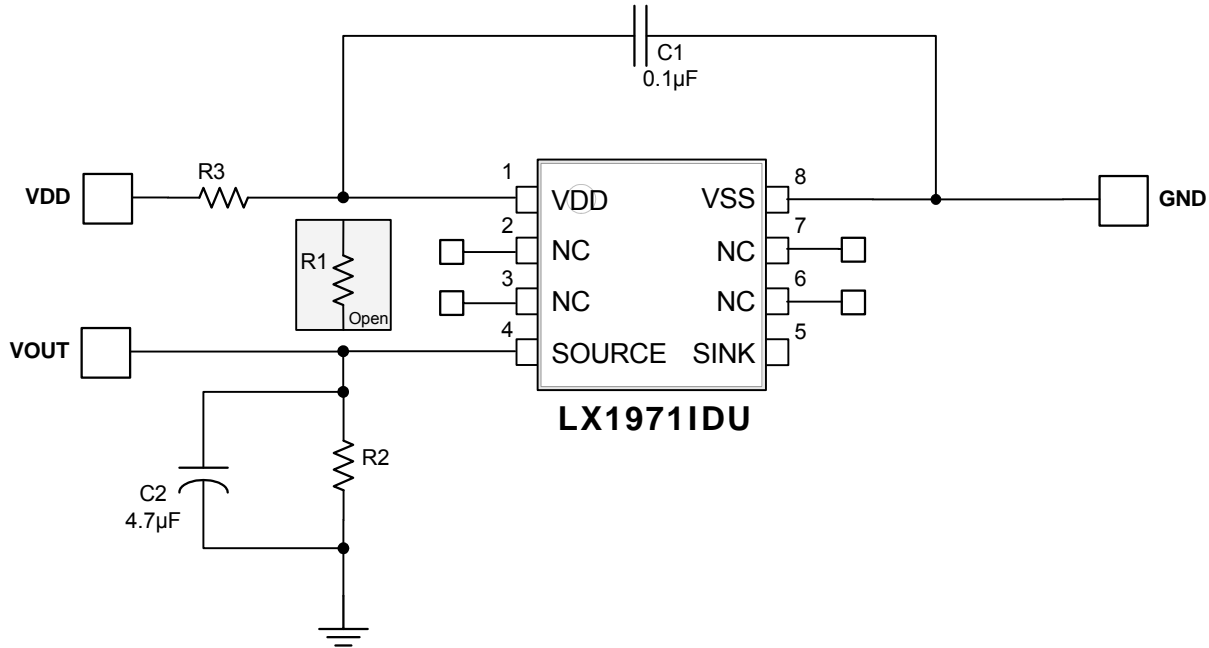 C1
0.1µF
R3
1
8
VDD
VDD
VSS
GND
2
7
NC
NC
R1
3
6
NC
NC
Open
4
5
VOUT
SOURCE
SINK
LX1971IDU
R2
C2
4.7µF